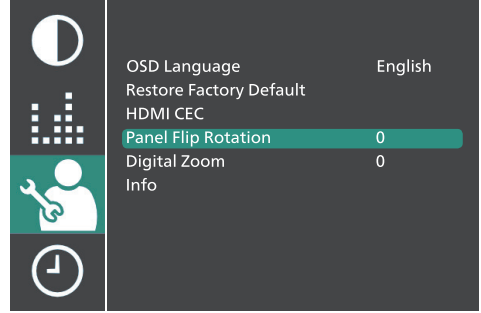 OSD Language English
Restore Factory Default
HDMI CEC
Panel Flip Rotation 0
Digital Zoom 0
Info